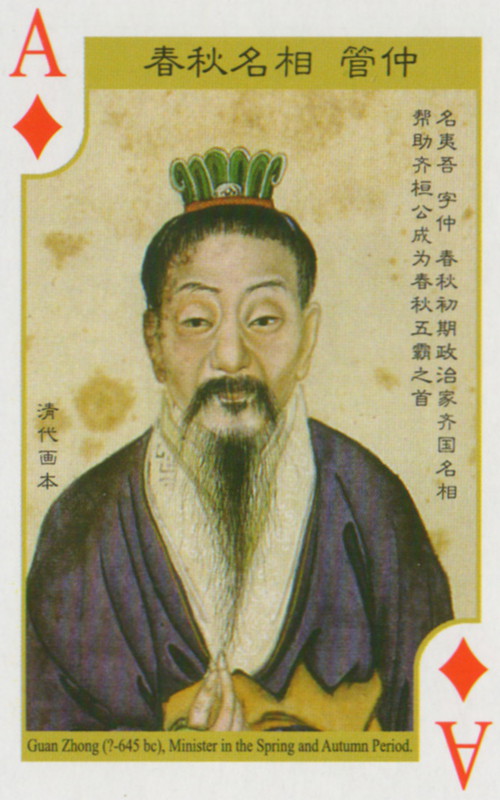 A
春秋名相 管仲
名夷吾 字仲 春秋初期政治家齐国名相
帮助齐桓公成为春秋五霸之首
清代画本
Guan Zhong (?-645 bc), Minister in the Spring and Autumn Period.
A